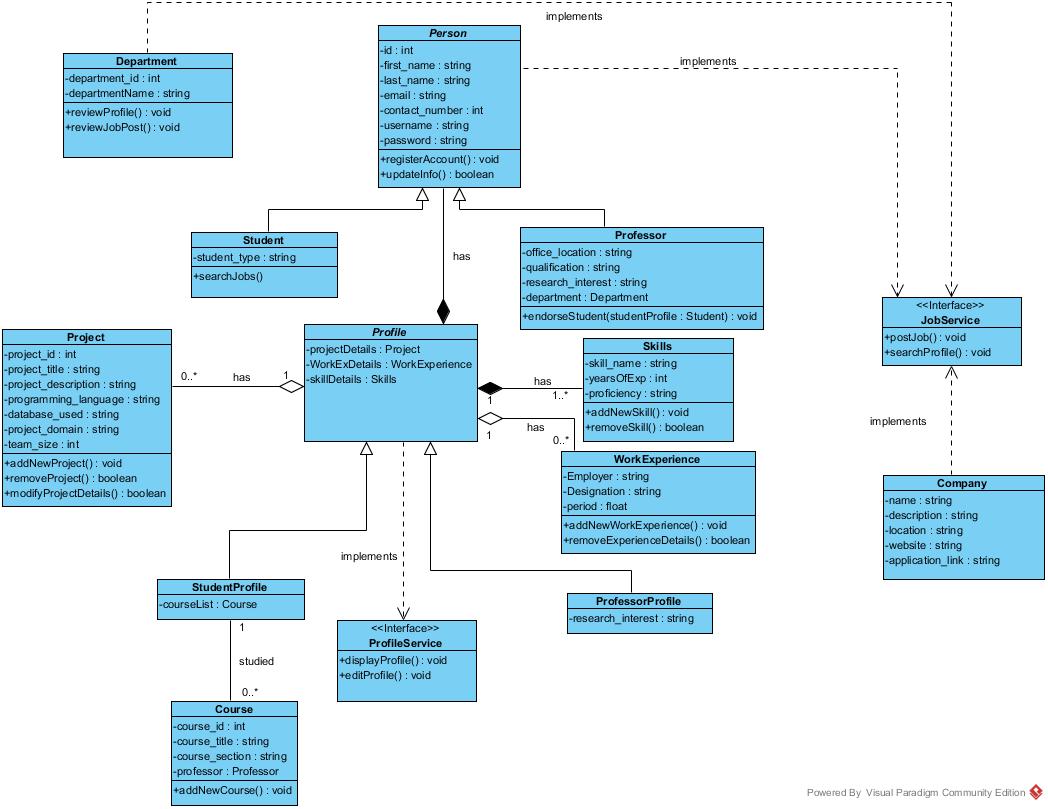 implements
Person
-id : int
-first_name : string
-last_name : string
-email : string
-contact_number : int
-username : string
-password : string
+registerAccount() : void
+updateInfo() : boolean
Department
-department_id : int
-departmentName : string
+reviewProfile() : void
+reviewJobPost() : void
implements
Student
-student_type : string
+searchJobs()
has
Professor
-office_location : string
-qualification : string
-research_interest : string
-department : Department
+endorseStudent(studentProfile : Student) : void
<<Interface>>
JobService
+postJob() : void
+searchProfile() : void
Project
-project_id : int
-project_title : string
-project_description : string
-programming_language : string
-database_used : string
-project_domain : string
-team_size : int
+addNewProject() : void
+removeProject() : boolean
+modifyProjectDetails() : boolean
0..*
has
1
Profile
-projectDetails : Project
-WorkExDetails : WorkExperience
-skillDetails : Skills
has
1
1..*
Skills
-skill_name : string
-yearsOfExp : int
-proficiency : string
+addNewSkill() : void
+removeSkill() : boolean
1
has
0..*
WorkExperience
-Employer : string
-Designation : string
-period : float
+addNewWorkExperience() : void
+removeExperienceDetails() : boolean
implements
Company
-name : string
-description : string
-location : string
-website : string
-application_link : string
implements
StudentProfile
-courseList : Course
ProfessorProfile
-research_interest : string
<<Interface>>
ProfileService
+displayProfile() : void
+editProfile() : void
1
studied
0..*
Course
-course_id : int
-course_title : string
-course_section : string
-professor : Professor
+addNewCourse() : void
Powered By Visual Paradigm Community Edition